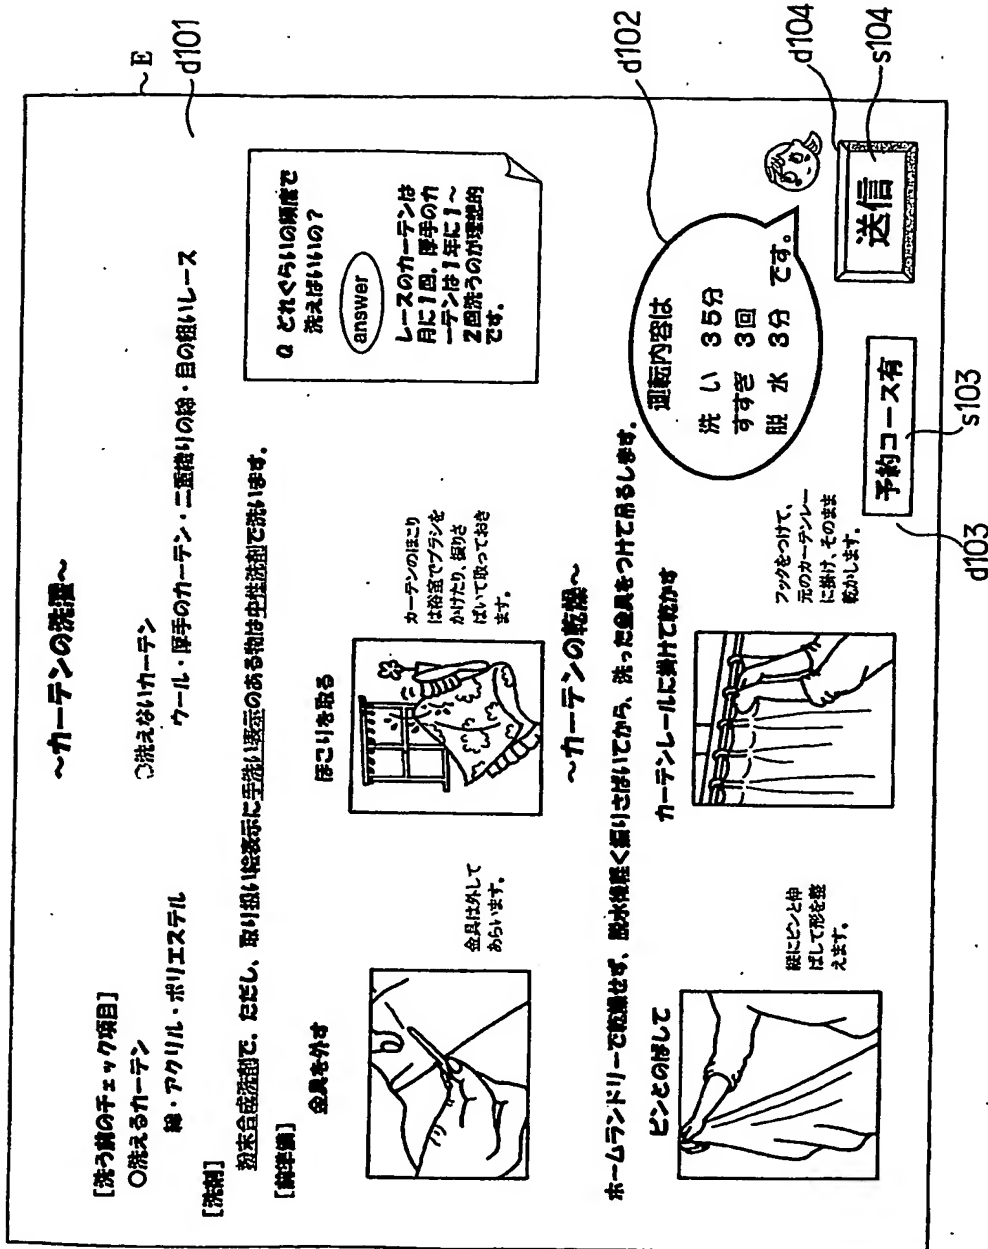 ～カーテンの洗濯～
[洗う前のチェック項目]
○洗えるカーテン
綿・アクリル・ポリエステル
○洗えないカーテン
ウール・厚手のカーテン・二重織りの綿・目の粗いレース
[洗剤]
粉末合成洗剤で。ただし、取り扱い絵表示に手洗い表示のある物は中性洗剤で洗います。
[前準備]
金具を外す
金具は外して
あらいます。
ほこりを取る
カーテンのほこり
は浴室でブラシを
かけたり、振りさ
ばいて取っておき
ます。
Q どれぐらいの頻度で
洗えばいいの？
answer
レースのカーテンは
月に1回。厚手のカ
ーテンは1年に1～
2回洗うのが理想的
です。
～カーテンの乾燥～
ホームランドリーで乾燥せず、脱水後軽く振りさばいてから、洗った金具をつけて吊るします。
ピンとのばして
縦にピンと伸
ばして形を整
えます。
カーテンレールに掛けて乾かす
フックをつけて、
元のカーテンレー
に掛け、そのまま
乾かします。
運転内容は
洗い 35分
すすぎ 3回
脱水 3分 です。
予約コース有
送信
E
d101
d102
d104
s104
s103
d103